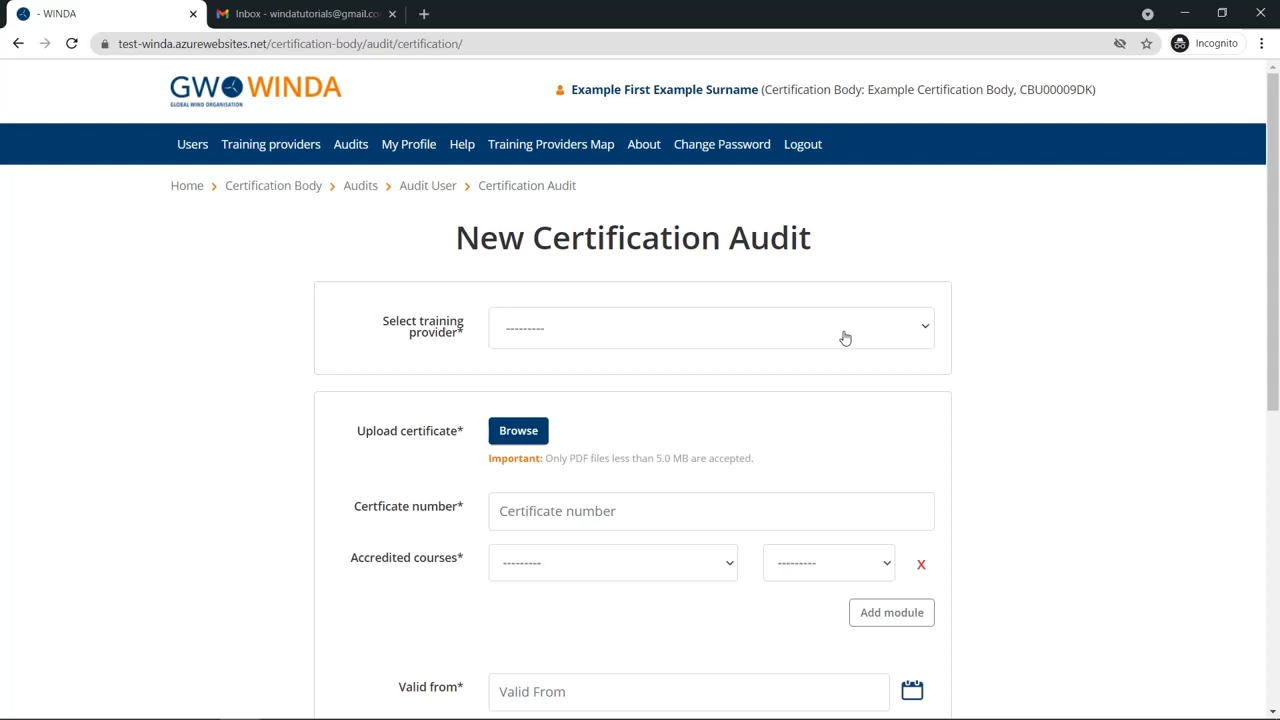 - WINDA
Inbox - windatutorials@gmail.co
test-winda.azurewebsites.net/certification-body/audit/certification/
Incognito
GWO WINDA
GLOBAL WIND ORGANISATION
Example First Example Surname (Certification Body: Example Certification Body, CBU00009DK)
Users Training providers Audits My Profile Help Training Providers Map About Change Password Logout
Home > Certification Body > Audits > Audit User > Certification Audit
New Certification Audit
Select training
provider*
---------
Upload certificate*
Browse
Important: Only PDF files less than 5.0 MB are accepted.
Certficate number*
Certificate number
Accredited courses*
---------
---------
X
Add module
Valid from*
Valid From